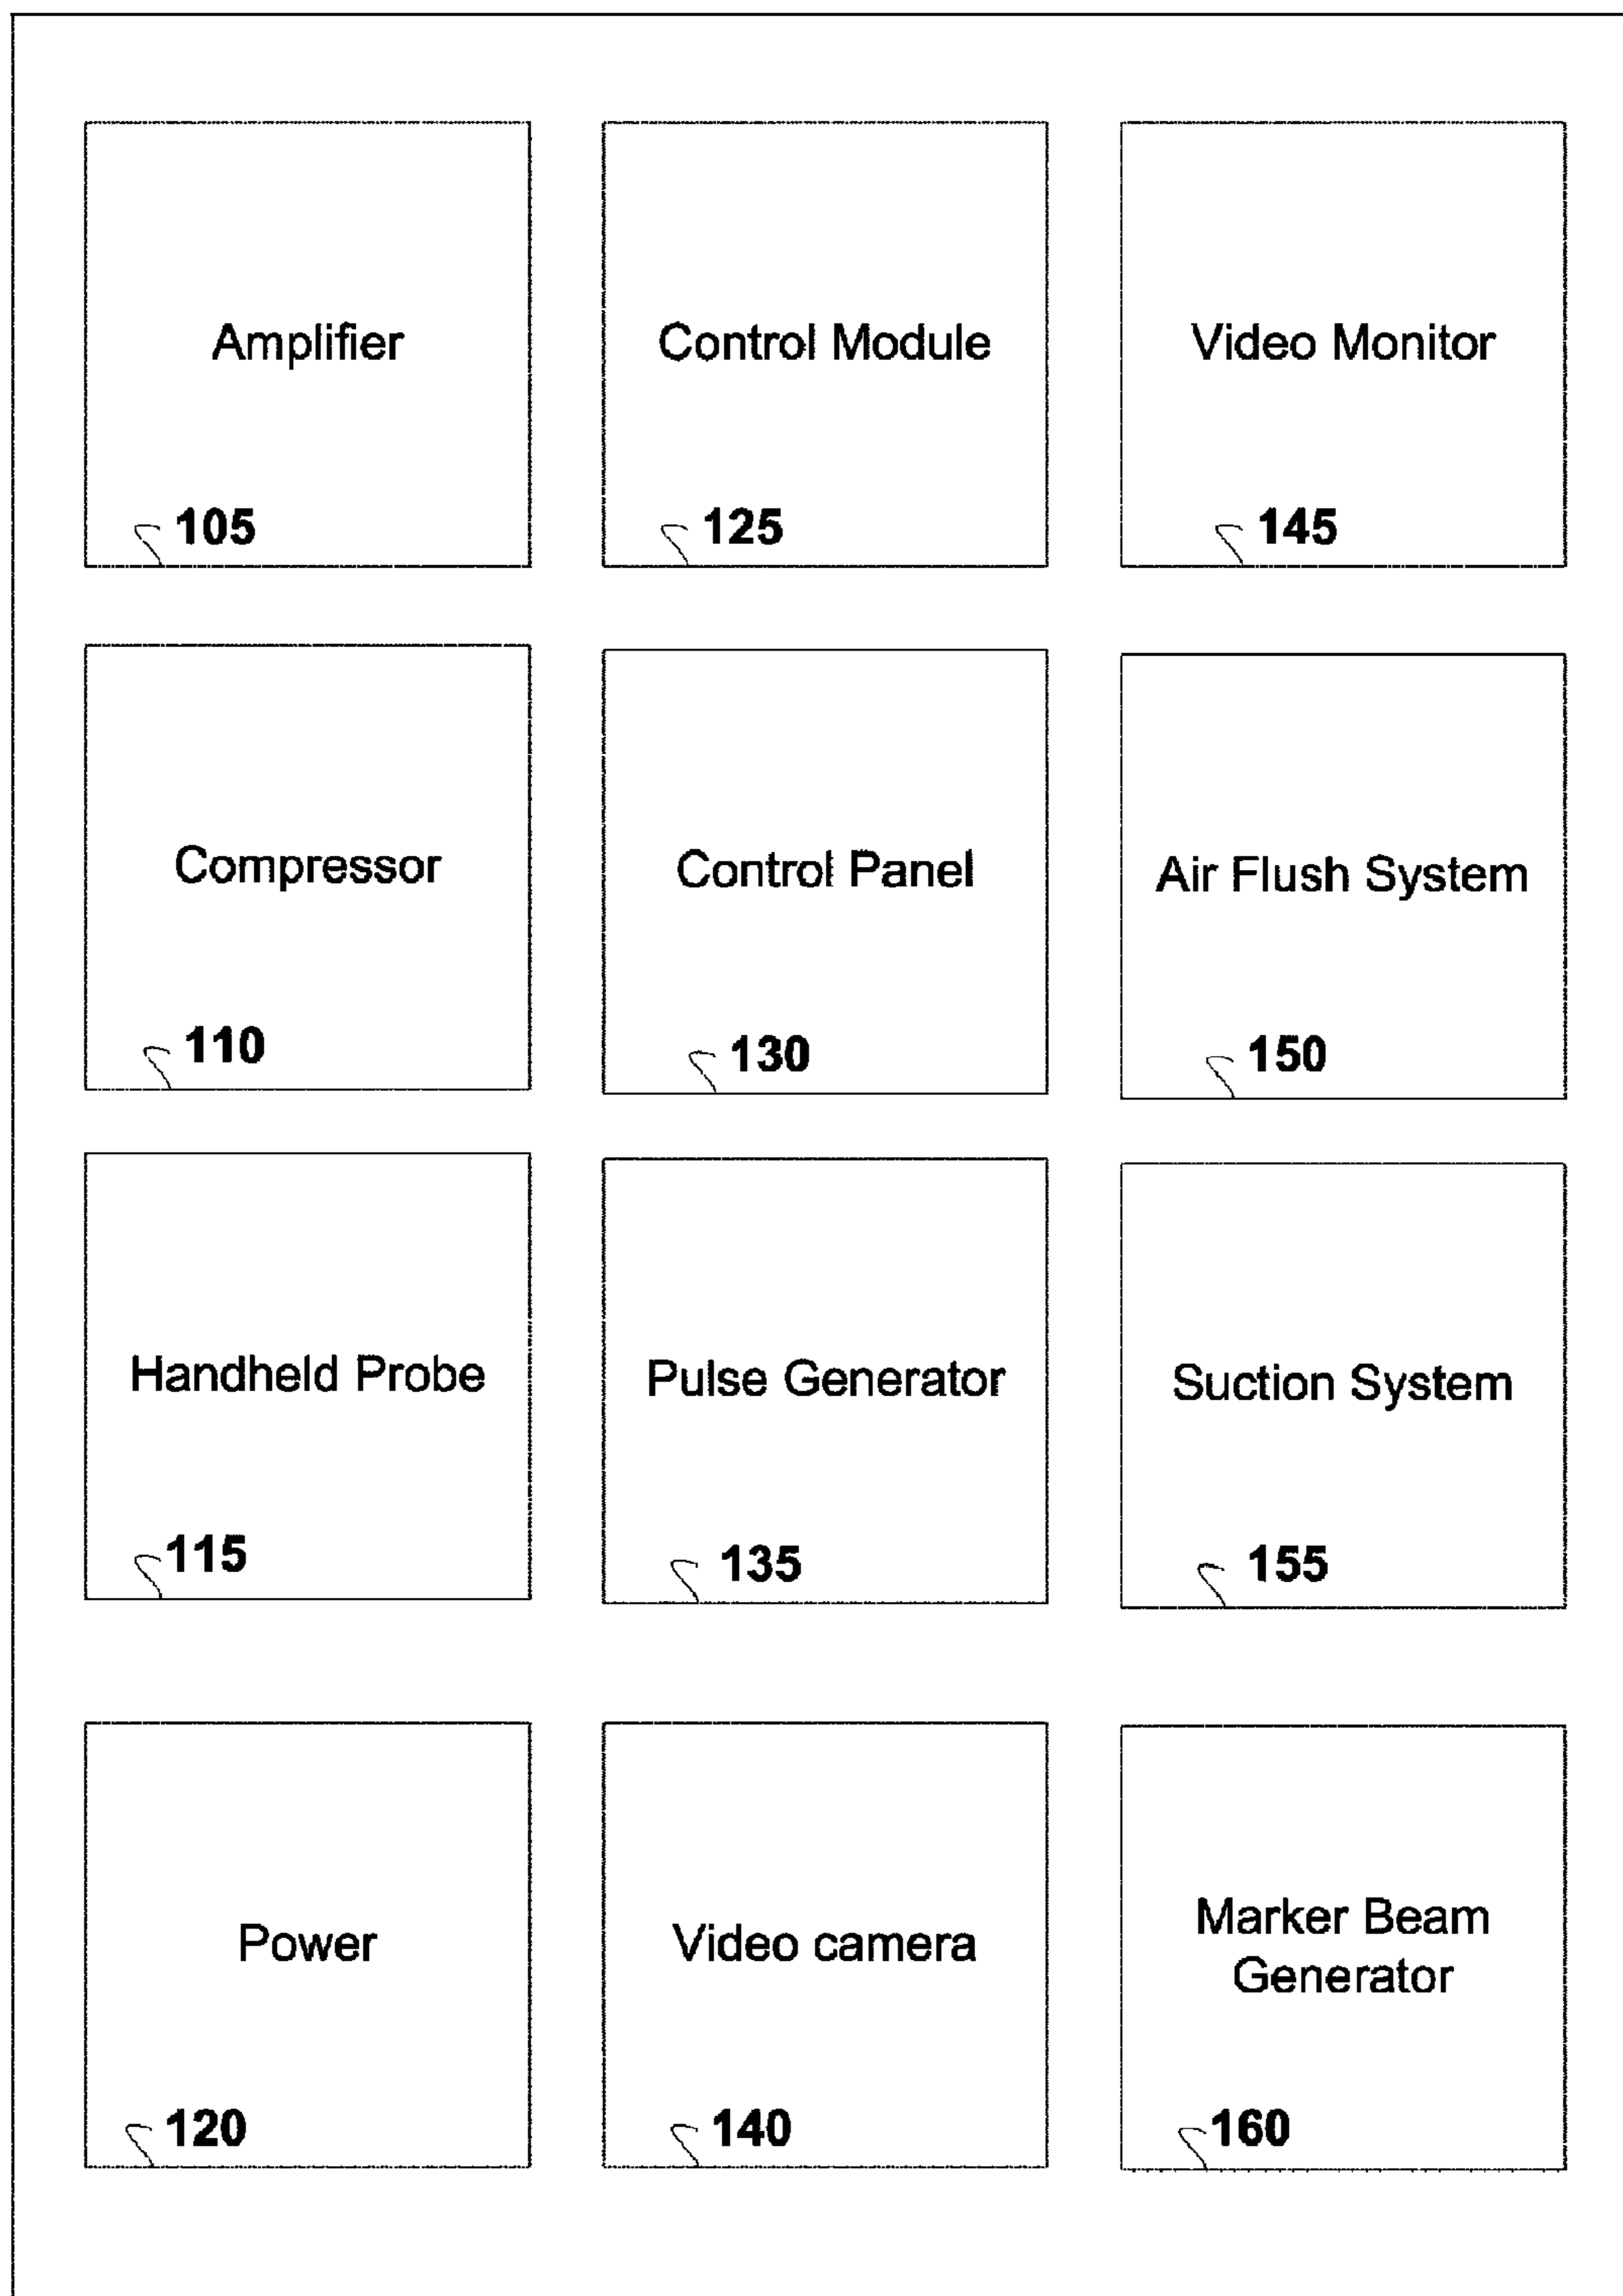 Amplifier
105
Control Module
125
Video Monitor
145
Compressor
110
Control Panel
130
Air Flush System
150
Handheld Probe
115
Pulse Generator
135
Suction System
155
Power
120
Video camera
140
Marker Beam
Generator
160